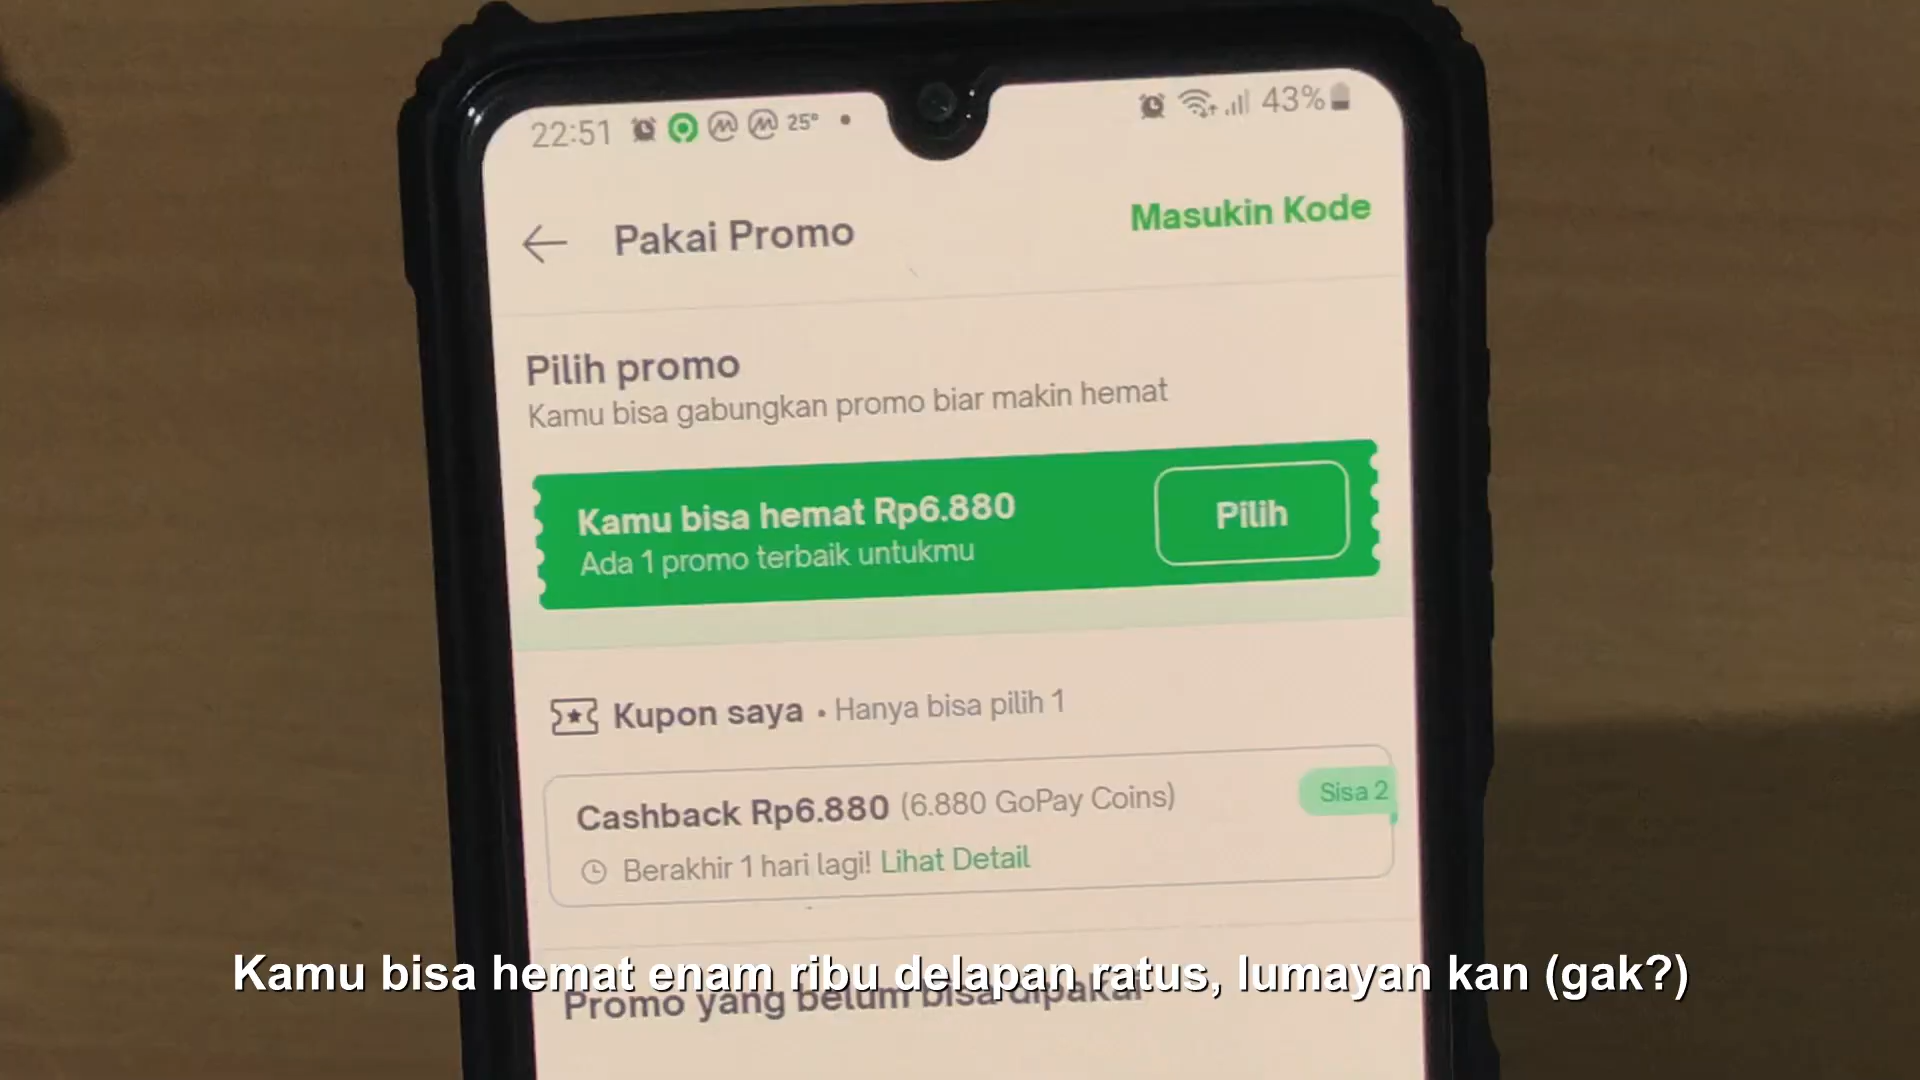 22:51 25° 43%
Pakai Promo
Masukin Kode
Pilih promo
Kamu bisa gabungkan promo biar makin hemat
Kamu bisa hemat Rp6.880
Ada 1 promo terbaik untukmu
Pilih
Kupon saya • Hanya bisa pilih 1
Cashback Rp6.880 (6.880 GoPay Coins)
Sisa 2
Berakhir 1 hari lagi! Lihat Detail
Kamu bisa hemat enam ribu delapan ratus, lumayan kan (gak?)
Promo yang belum bisa dipakai